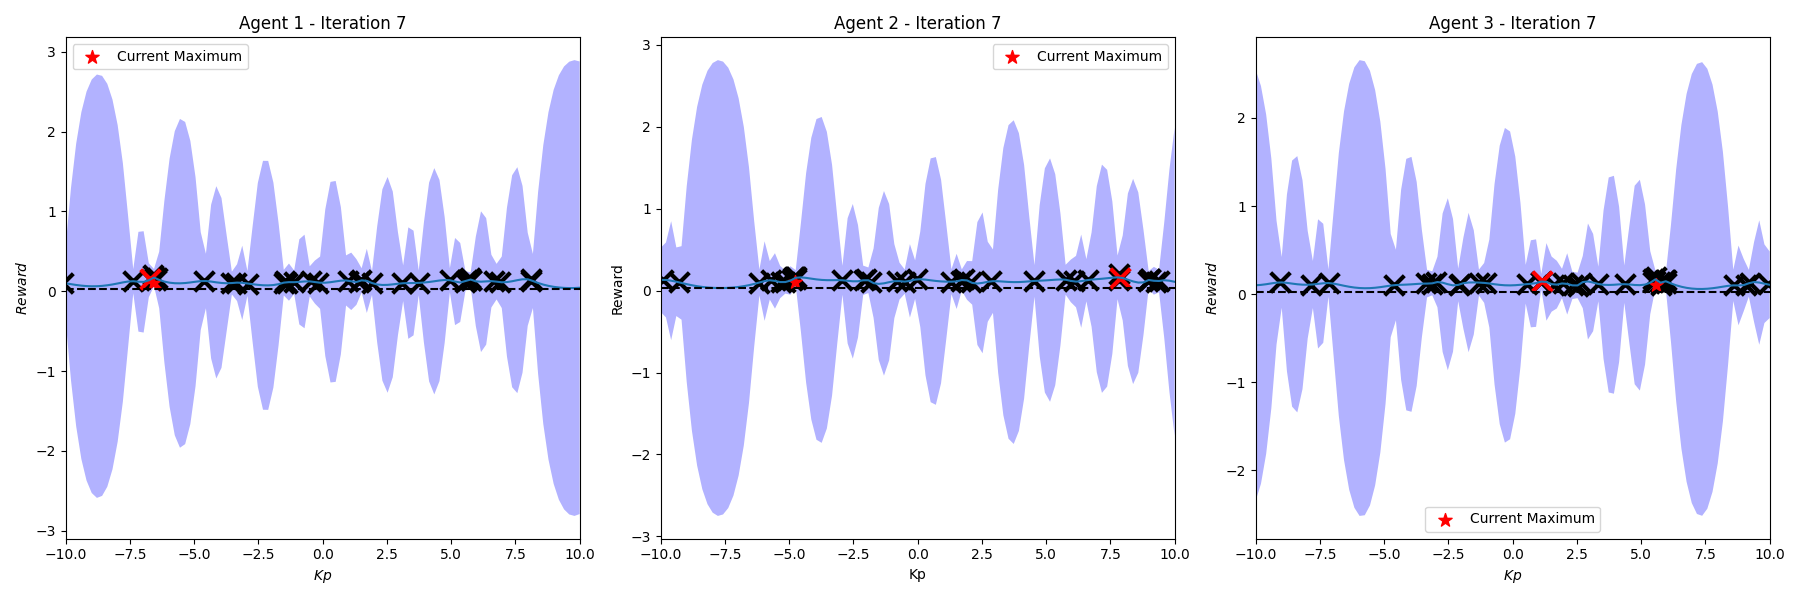 Agent 1 - Iteration 7
Current Maximum
3
2
1
0
−1
−2
−3
Reward
−10.0 −7.5 −5.0 −2.5 0.0 2.5 5.0 7.5 10.0
Kp
Agent 2 - Iteration 7
Current Maximum
3
2
1
0
−1
−2
−3
Reward
−10.0 −7.5 −5.0 −2.5 0.0 2.5 5.0 7.5 10.0
Kp
Agent 3 - Iteration 7
2
1
0
−1
−2
Reward
Current Maximum
−10.0 −7.5 −5.0 −2.5 0.0 2.5 5.0 7.5 10.0
Kp